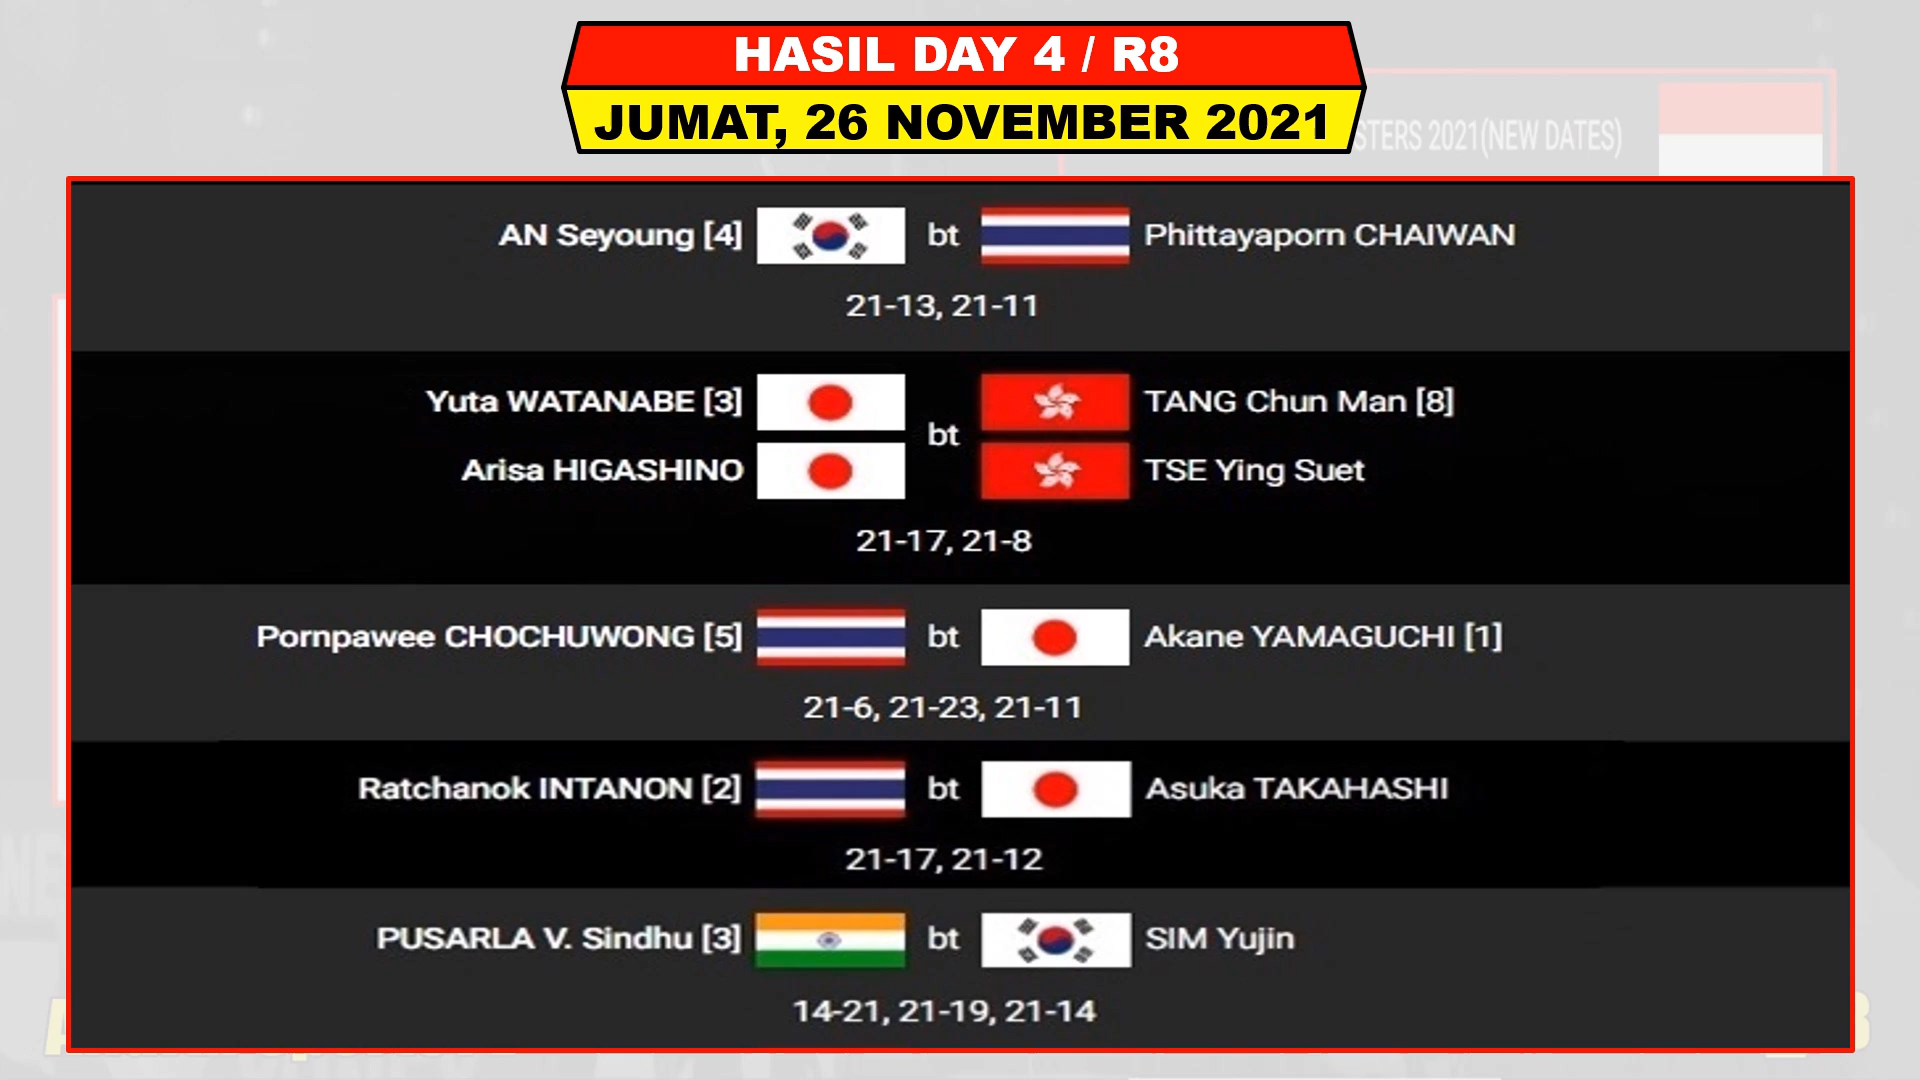 HASIL DAY 4 / R8
JUMAT, 26 NOVEMBER 2021
STERS 2021(NEW DATES)
AN Seyoung [4] bt Phittayaporn CHAIWAN
21-13, 21-11
Yuta WATANABE [3] TANG Chun Man [8]
bt
Arisa HIGASHINO TSE Ying Suet
21-17, 21-8
Pornpawee CHOCHUWONG [5] bt Akane YAMAGUCHI [1]
21-6, 21-23, 21-11
Ratchanok INTANON [2] bt Asuka TAKAHASHI
21-17, 21-12
PUSARLA V. Sindhu [3] bt SIM Yujin
14-21, 21-19, 21-14